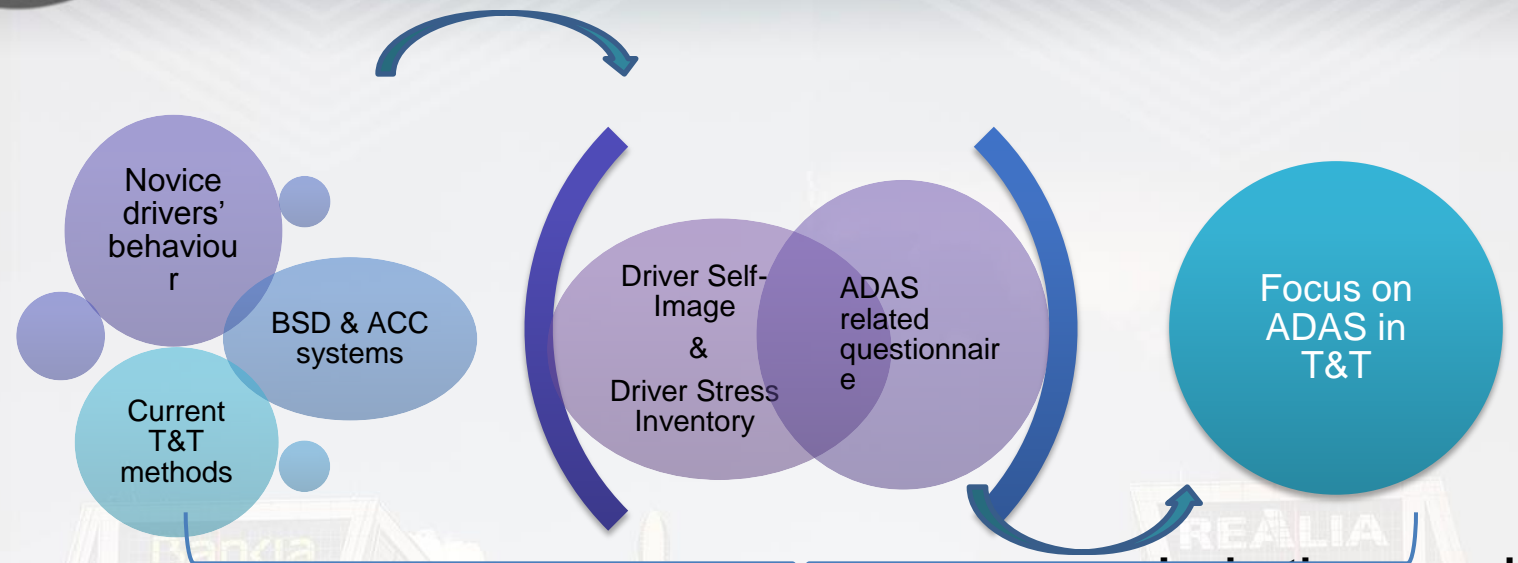 Novice
drivers’
behaviou
r
BSD & ACC
systems
Current
T&T
methods
Driver Self-
Image
&
Driver Stress
Inventory
ADAS
related
questionnair
e
Focus on
ADAS in
T&T
Bankia
REALIA